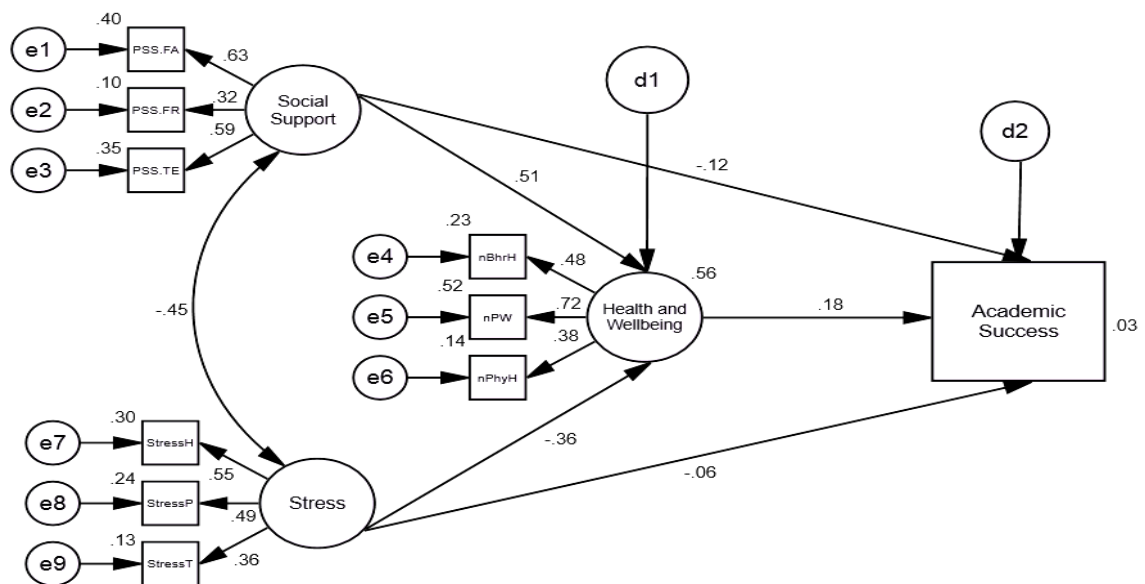 .40
e1
PSS.FA
.63
.10
e2
PSS.FR
.32
Social
Support
.35
e3
PSS.TE
.59
d1
d2
-.12
.51
.23
e4
nBhrH
.48
.56
.52
e5
nPW
.72
Health and
Wellbeing
.18
Academic
Success
.03
.14
e6
nPhyH
.38
-.45
-.36
-.06
.30
e7
StressH
.55
.24
e8
StressP
.49
Stress
.13
e9
StressT
.36